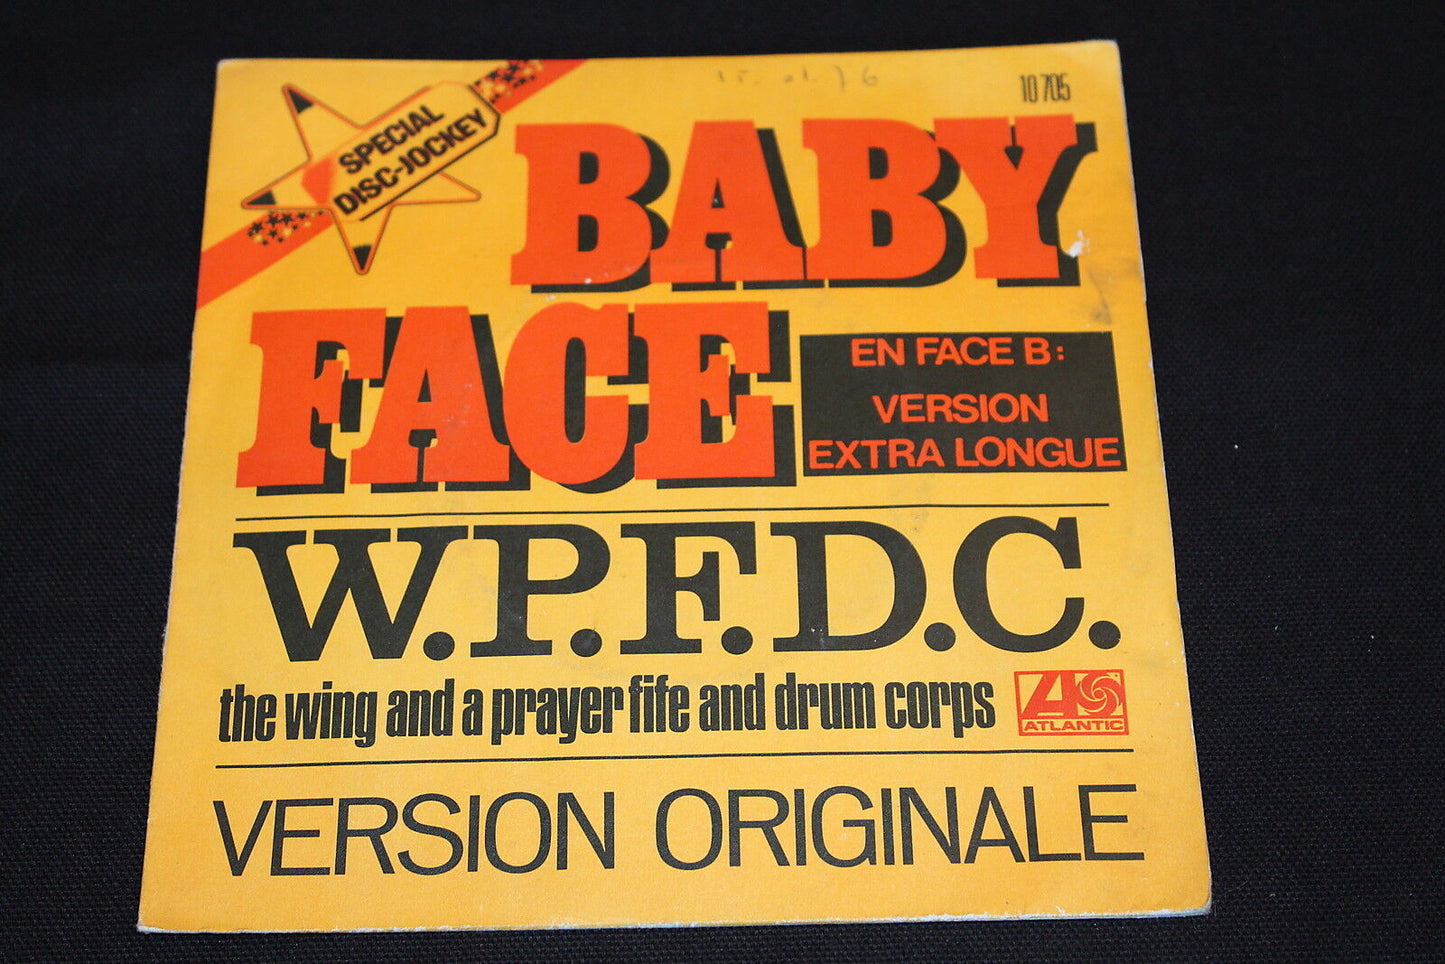 10 705
SPECIAL
DISC-JOCKEY
BABY
FACE
EN FACE B:
VERSION
EXTRA LONGUE
W.P.F.D.C.
the wing and a prayer fife and drum corps
ATLANTIC
VERSION ORIGINALE